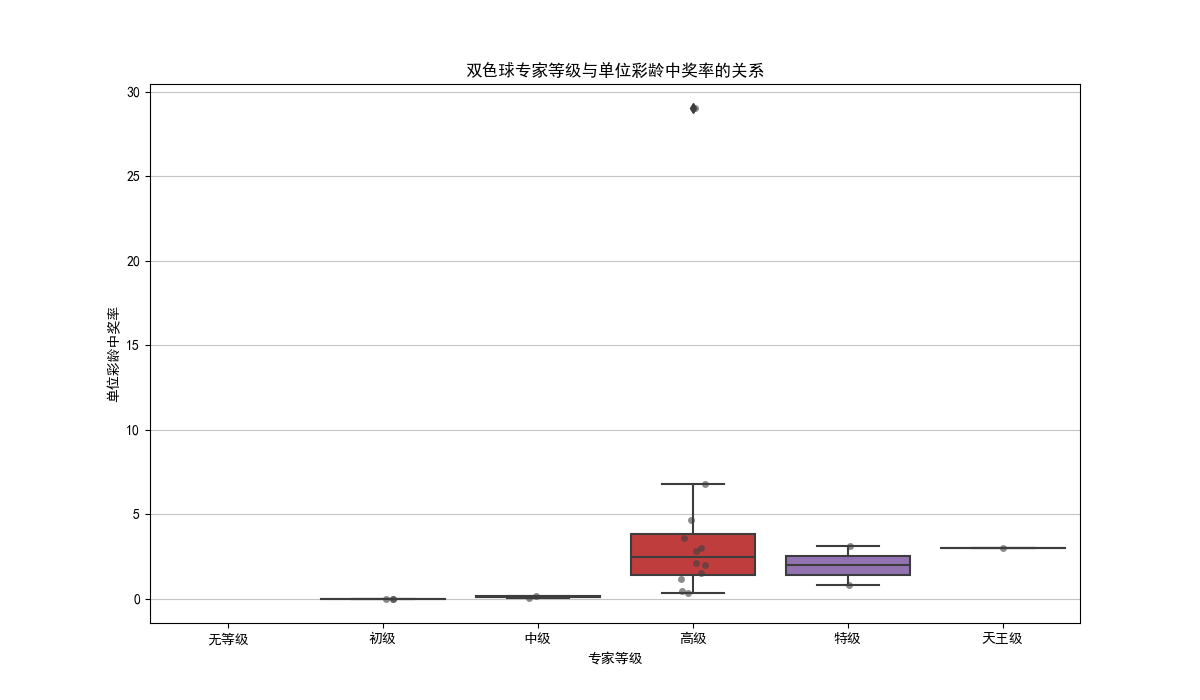 双色球专家等级与单位彩龄中奖率的关系
30
25
20
15
10
5
0
单位彩龄中奖率
无等级
初级
中级
高级
特级
天王级
专家等级